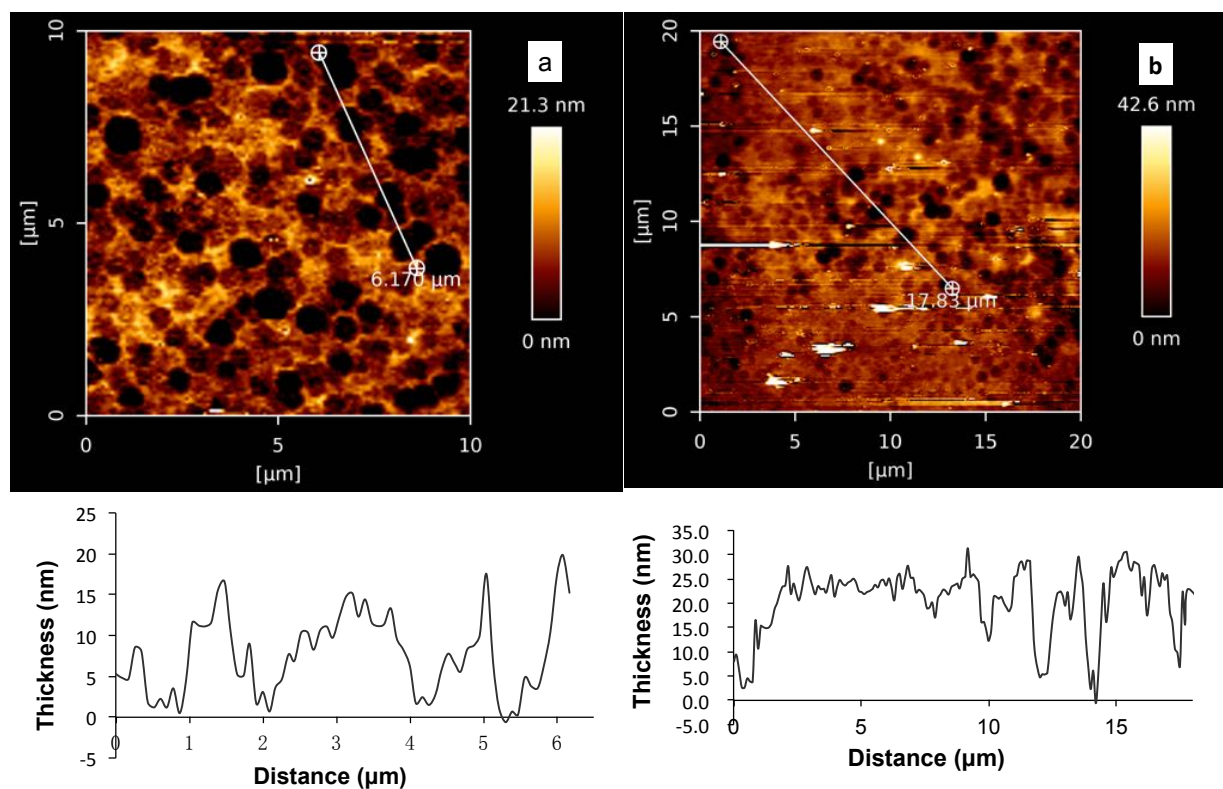 10
5
0
[μm]
0
5
10
[μm]
6.170 μm
a
21.3 nm
0 nm
20
15
10
5
0
[μm]
0
5
10
15
20
[μm]
17.83 μm
b
42.6 nm
0 nm
25
20
15
10
5
0
-5
Thickness (nm)
0
1
2
3
4
5
6
Distance (μm)
35.0
30.0
25.0
20.0
15.0
10.0
5.0
0.0
-5.0
Thickness (nm)
0
5
10
15
Distance (μm)